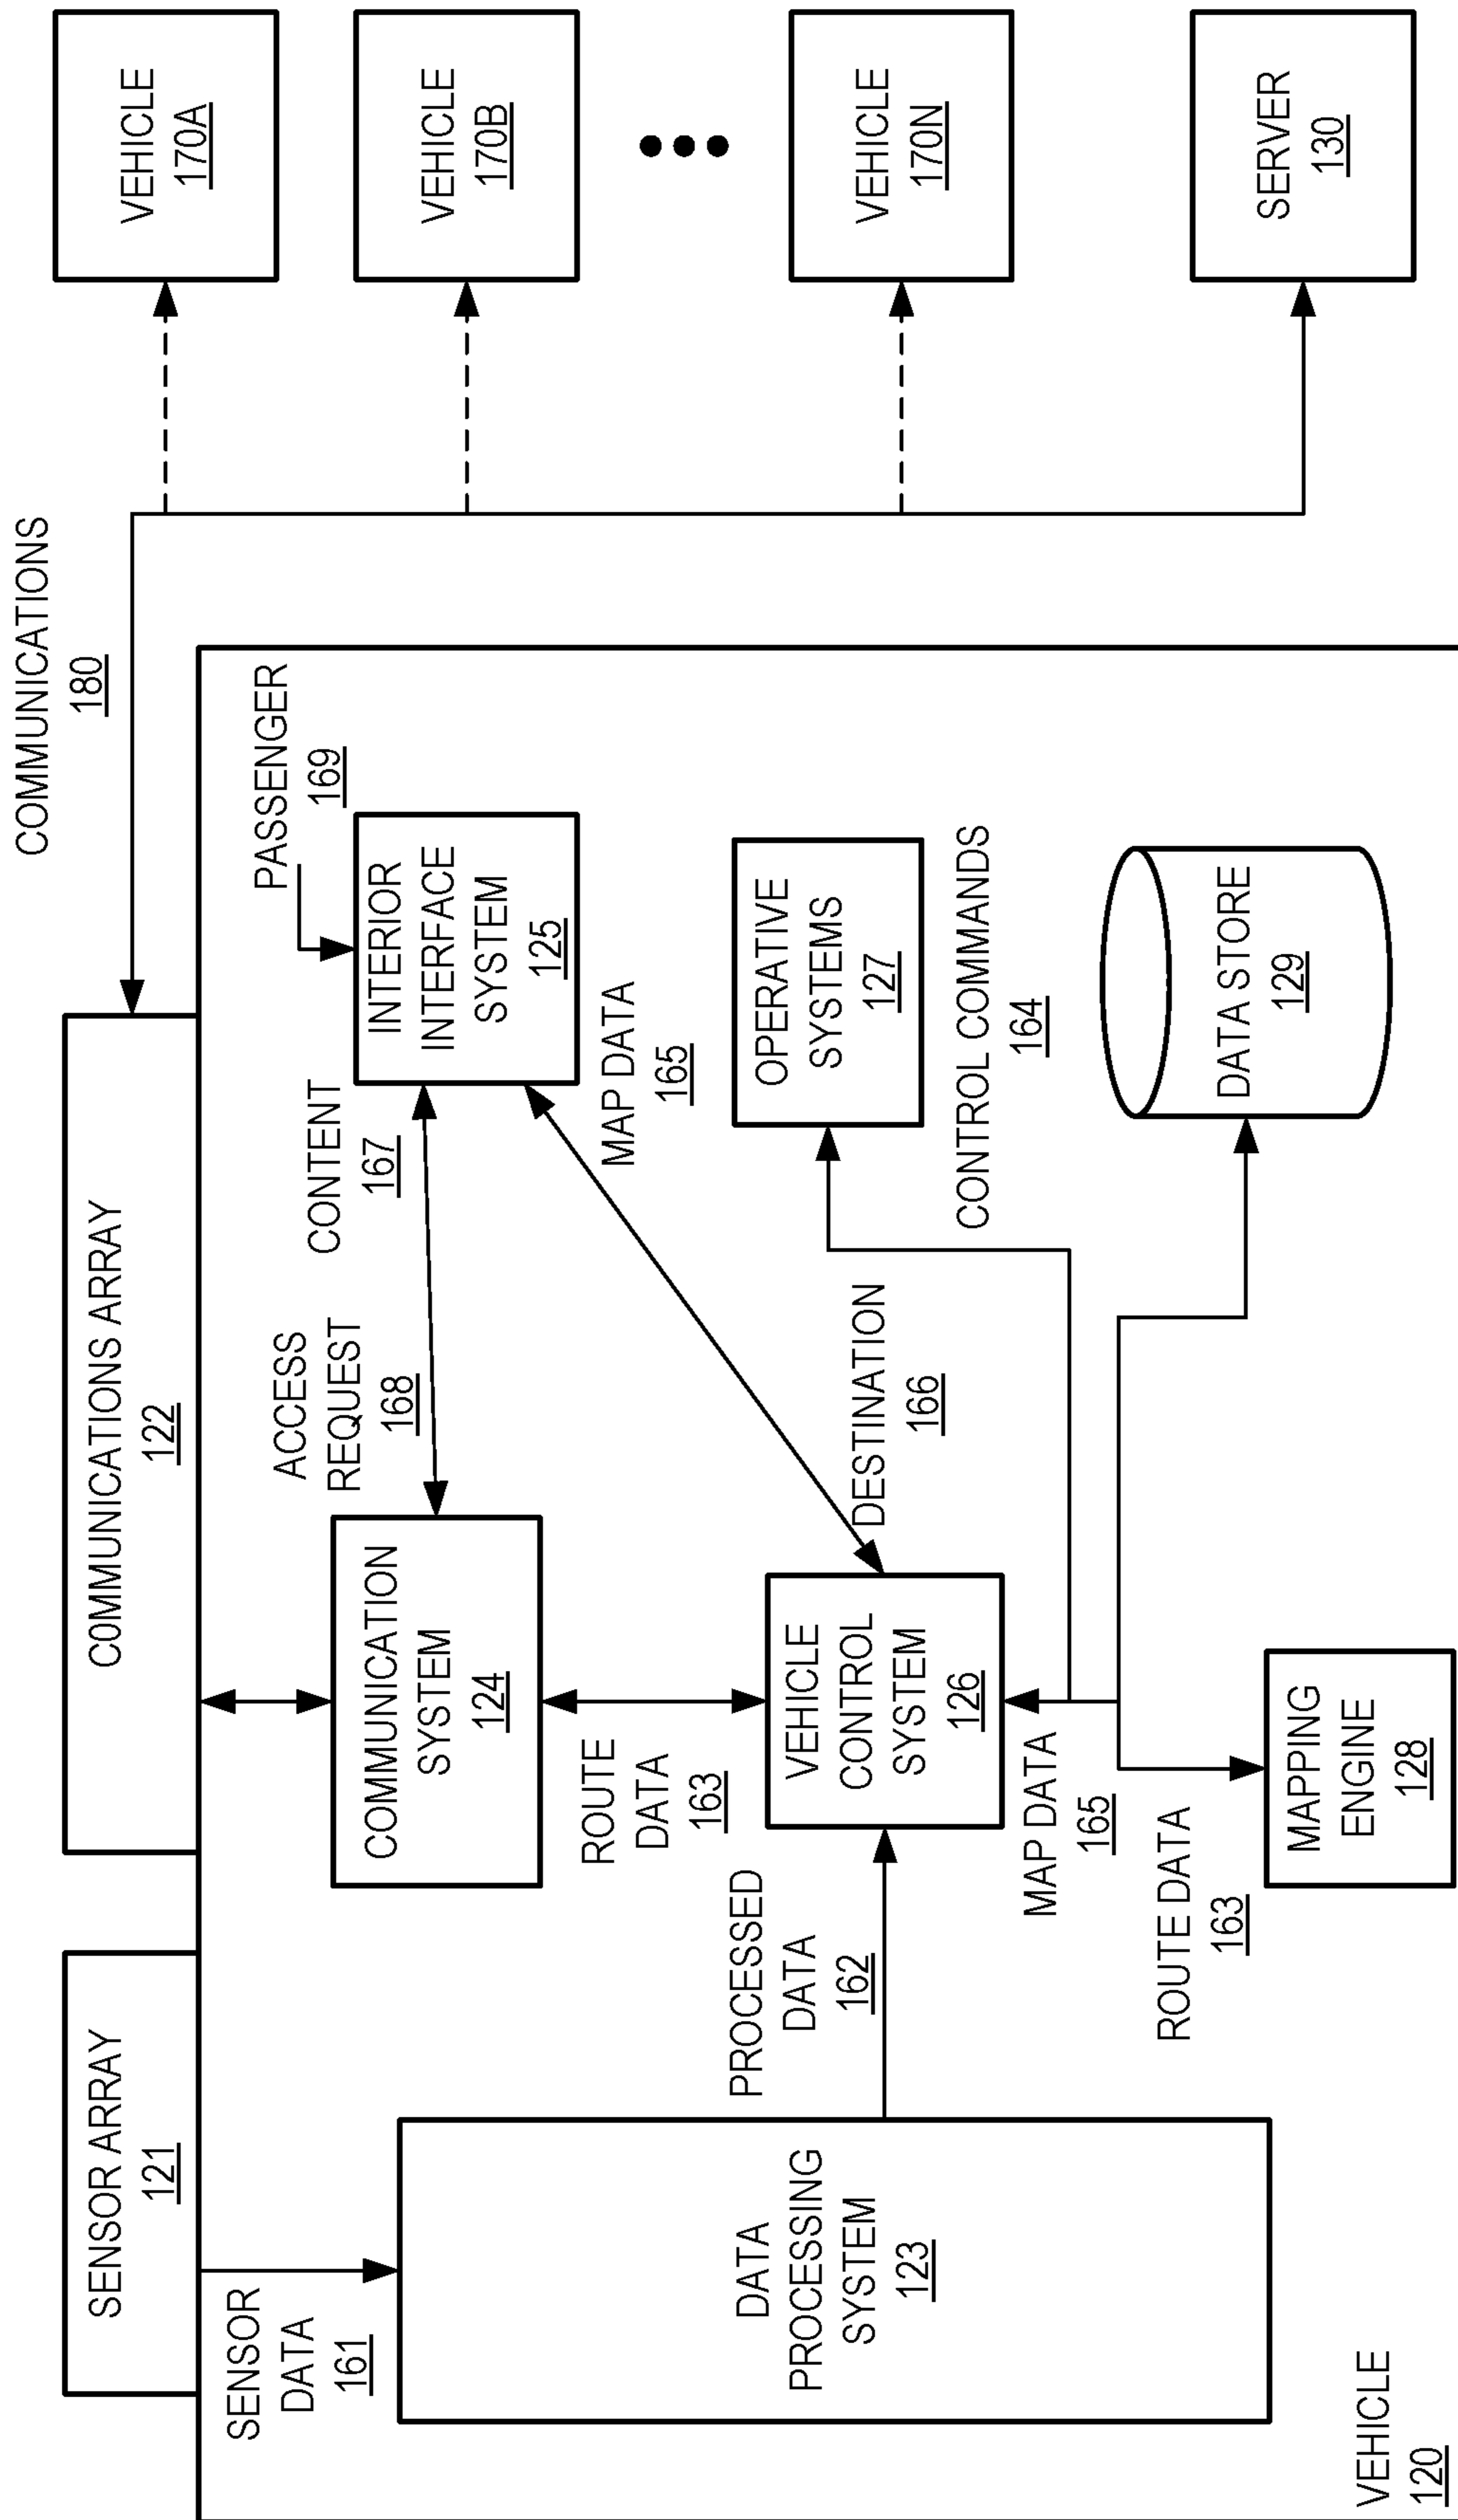 SENSOR ARRAY
121
COMMUNICATIONS ARRAY
122
COMMUNICATIONS
180
VEHICLE
170A
VEHICLE
170B
VEHICLE
170N
SERVER
130
SENSOR
DATA
161
DATA
PROCESSING
SYSTEM
123
ACCESS
REQUEST
168
CONTENT
167
PASSENGER
169
COMMUNICATION
SYSTEM
124
INTERIOR
INTERFACE
SYSTEM
125
ROUTE
DATA
163
MAP DATA
165
PROCESSED
DATA
162
VEHICLE
CONTROL
SYSTEM
126
DESTINATION
166
OPERATIVE
SYSTEMS
127
CONTROL COMMANDS
164
MAP DATA
165
ROUTE DATA
163
MAPPING
ENGINE
128
DATA STORE
129
VEHICLE
120